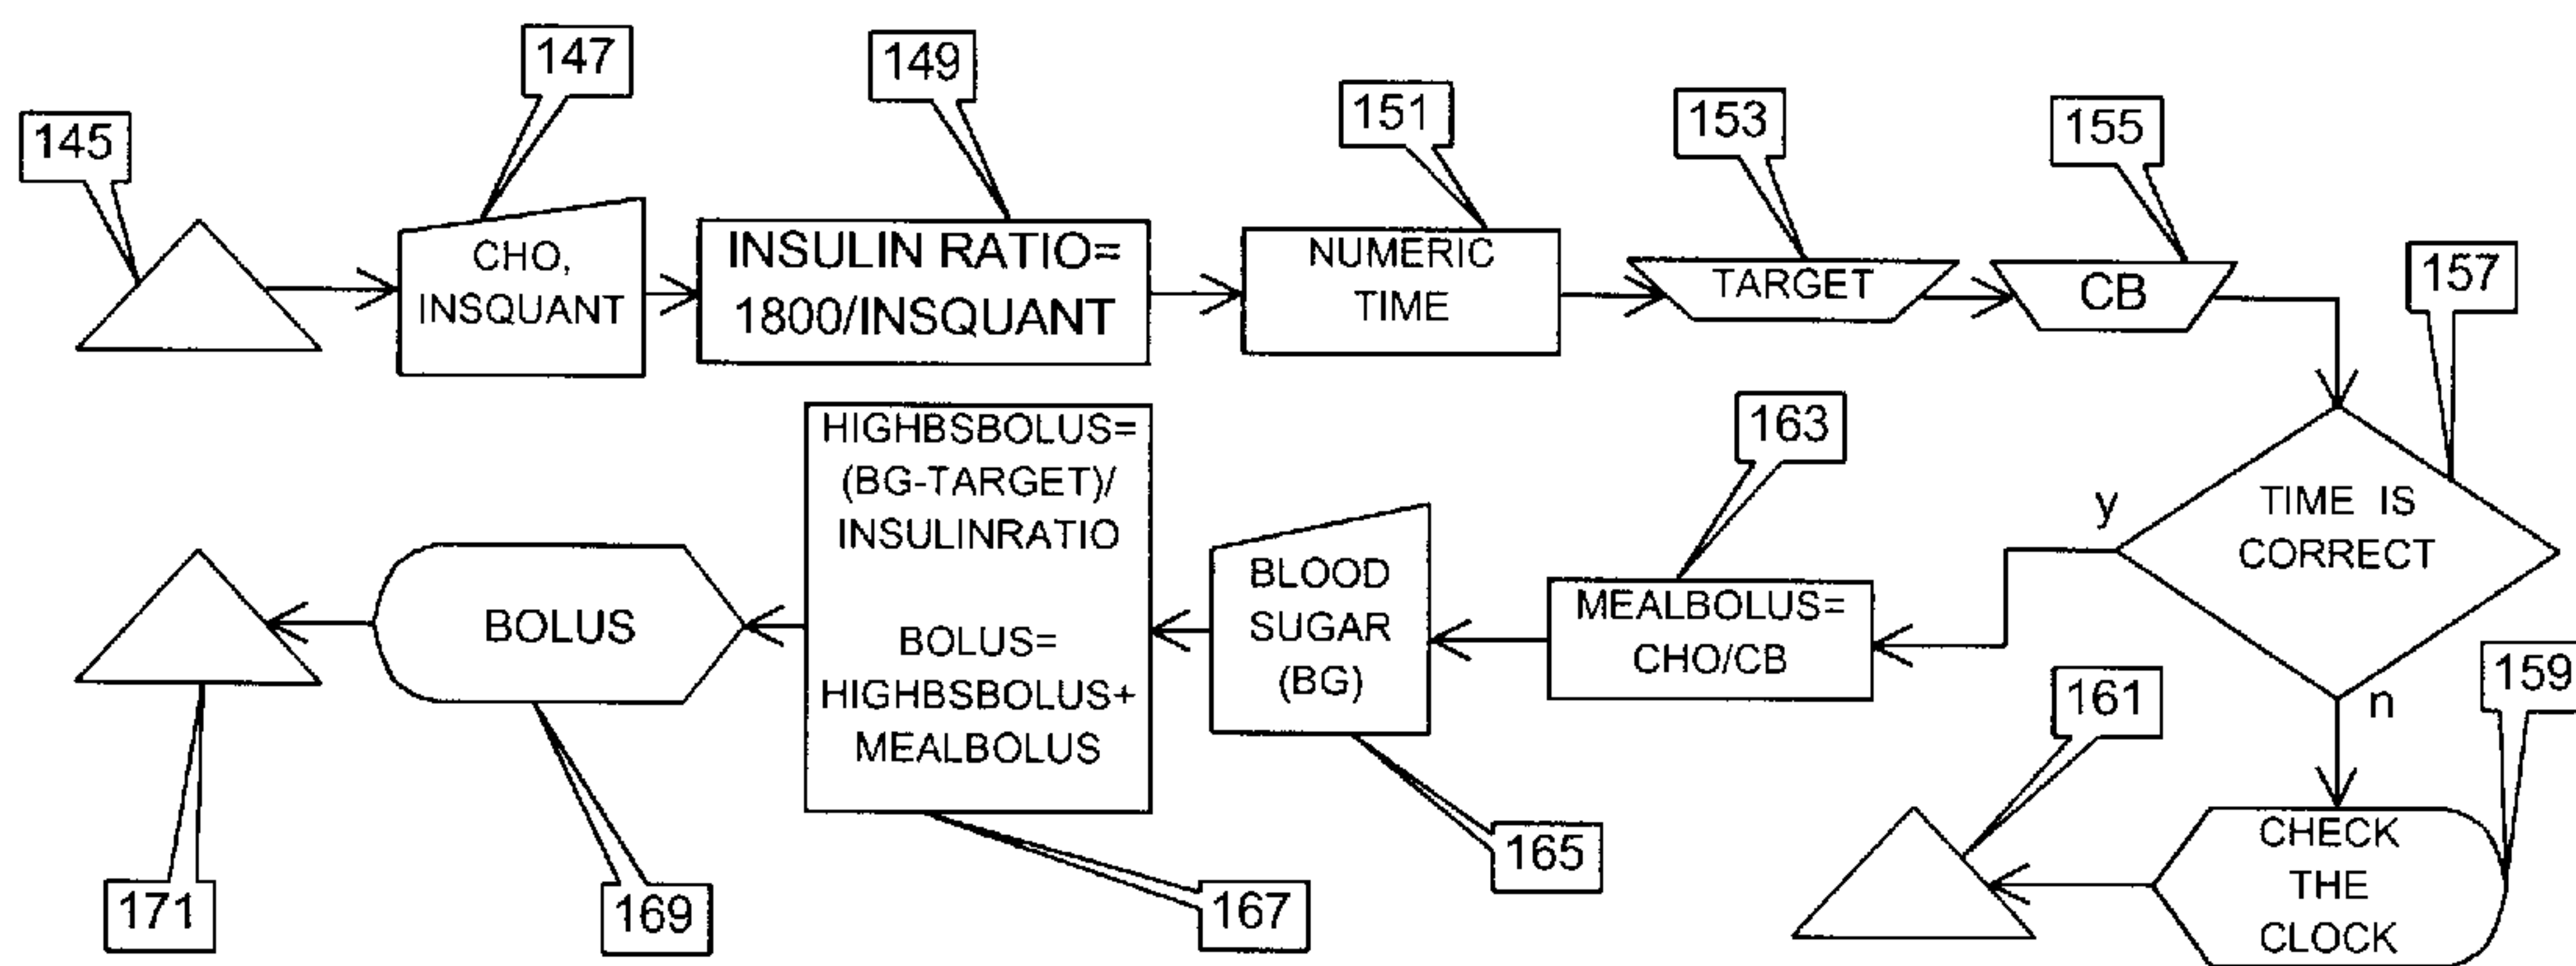 145
147
149
151
153
155
157
CHO,
INSQUANT
INSULIN RATIO=
1800/INSQUANT
NUMERIC
TIME
TARGET
CB
TIME IS
CORRECT
y
n
163
MEALBOLUS=
CHO/CB
BLOOD
SUGAR
(BG)
165
HIGHBSBOLUS=
(BG-TARGET)/
INSULINRATIO
BOLUS=
HIGHBSBOLUS+
MEALBOLUS
167
BOLUS
169
171
159
CHECK
THE
CLOCK
161